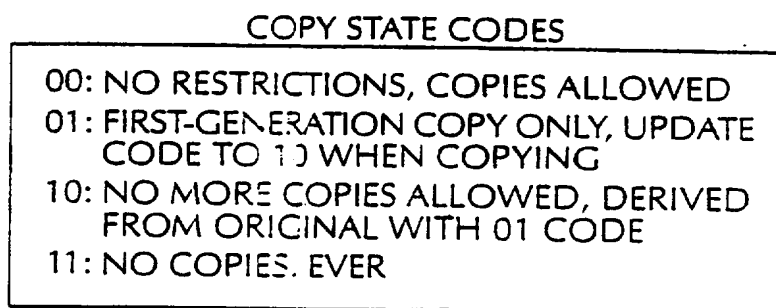 COPY STATE CODES
00: NO RESTRICTIONS, COPIES ALLOWED
01: FIRST-GENERATION COPY ONLY, UPDATE
CODE TO 10 WHEN COPYING
10: NO MORE COPIES ALLOWED, DERIVED
FROM ORIGINAL WITH 01 CODE
11: NO COPIES. EVER